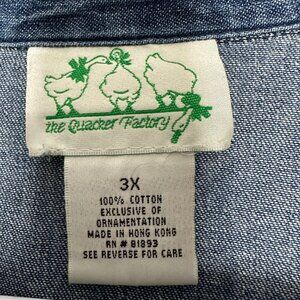 the Quacker Factory
3X
100% COTTON
EXCLUSIVE OF
ORNAMENTATION
MADE IN HONG KONG
RN # 81893
SEE REVERSE FOR CARE